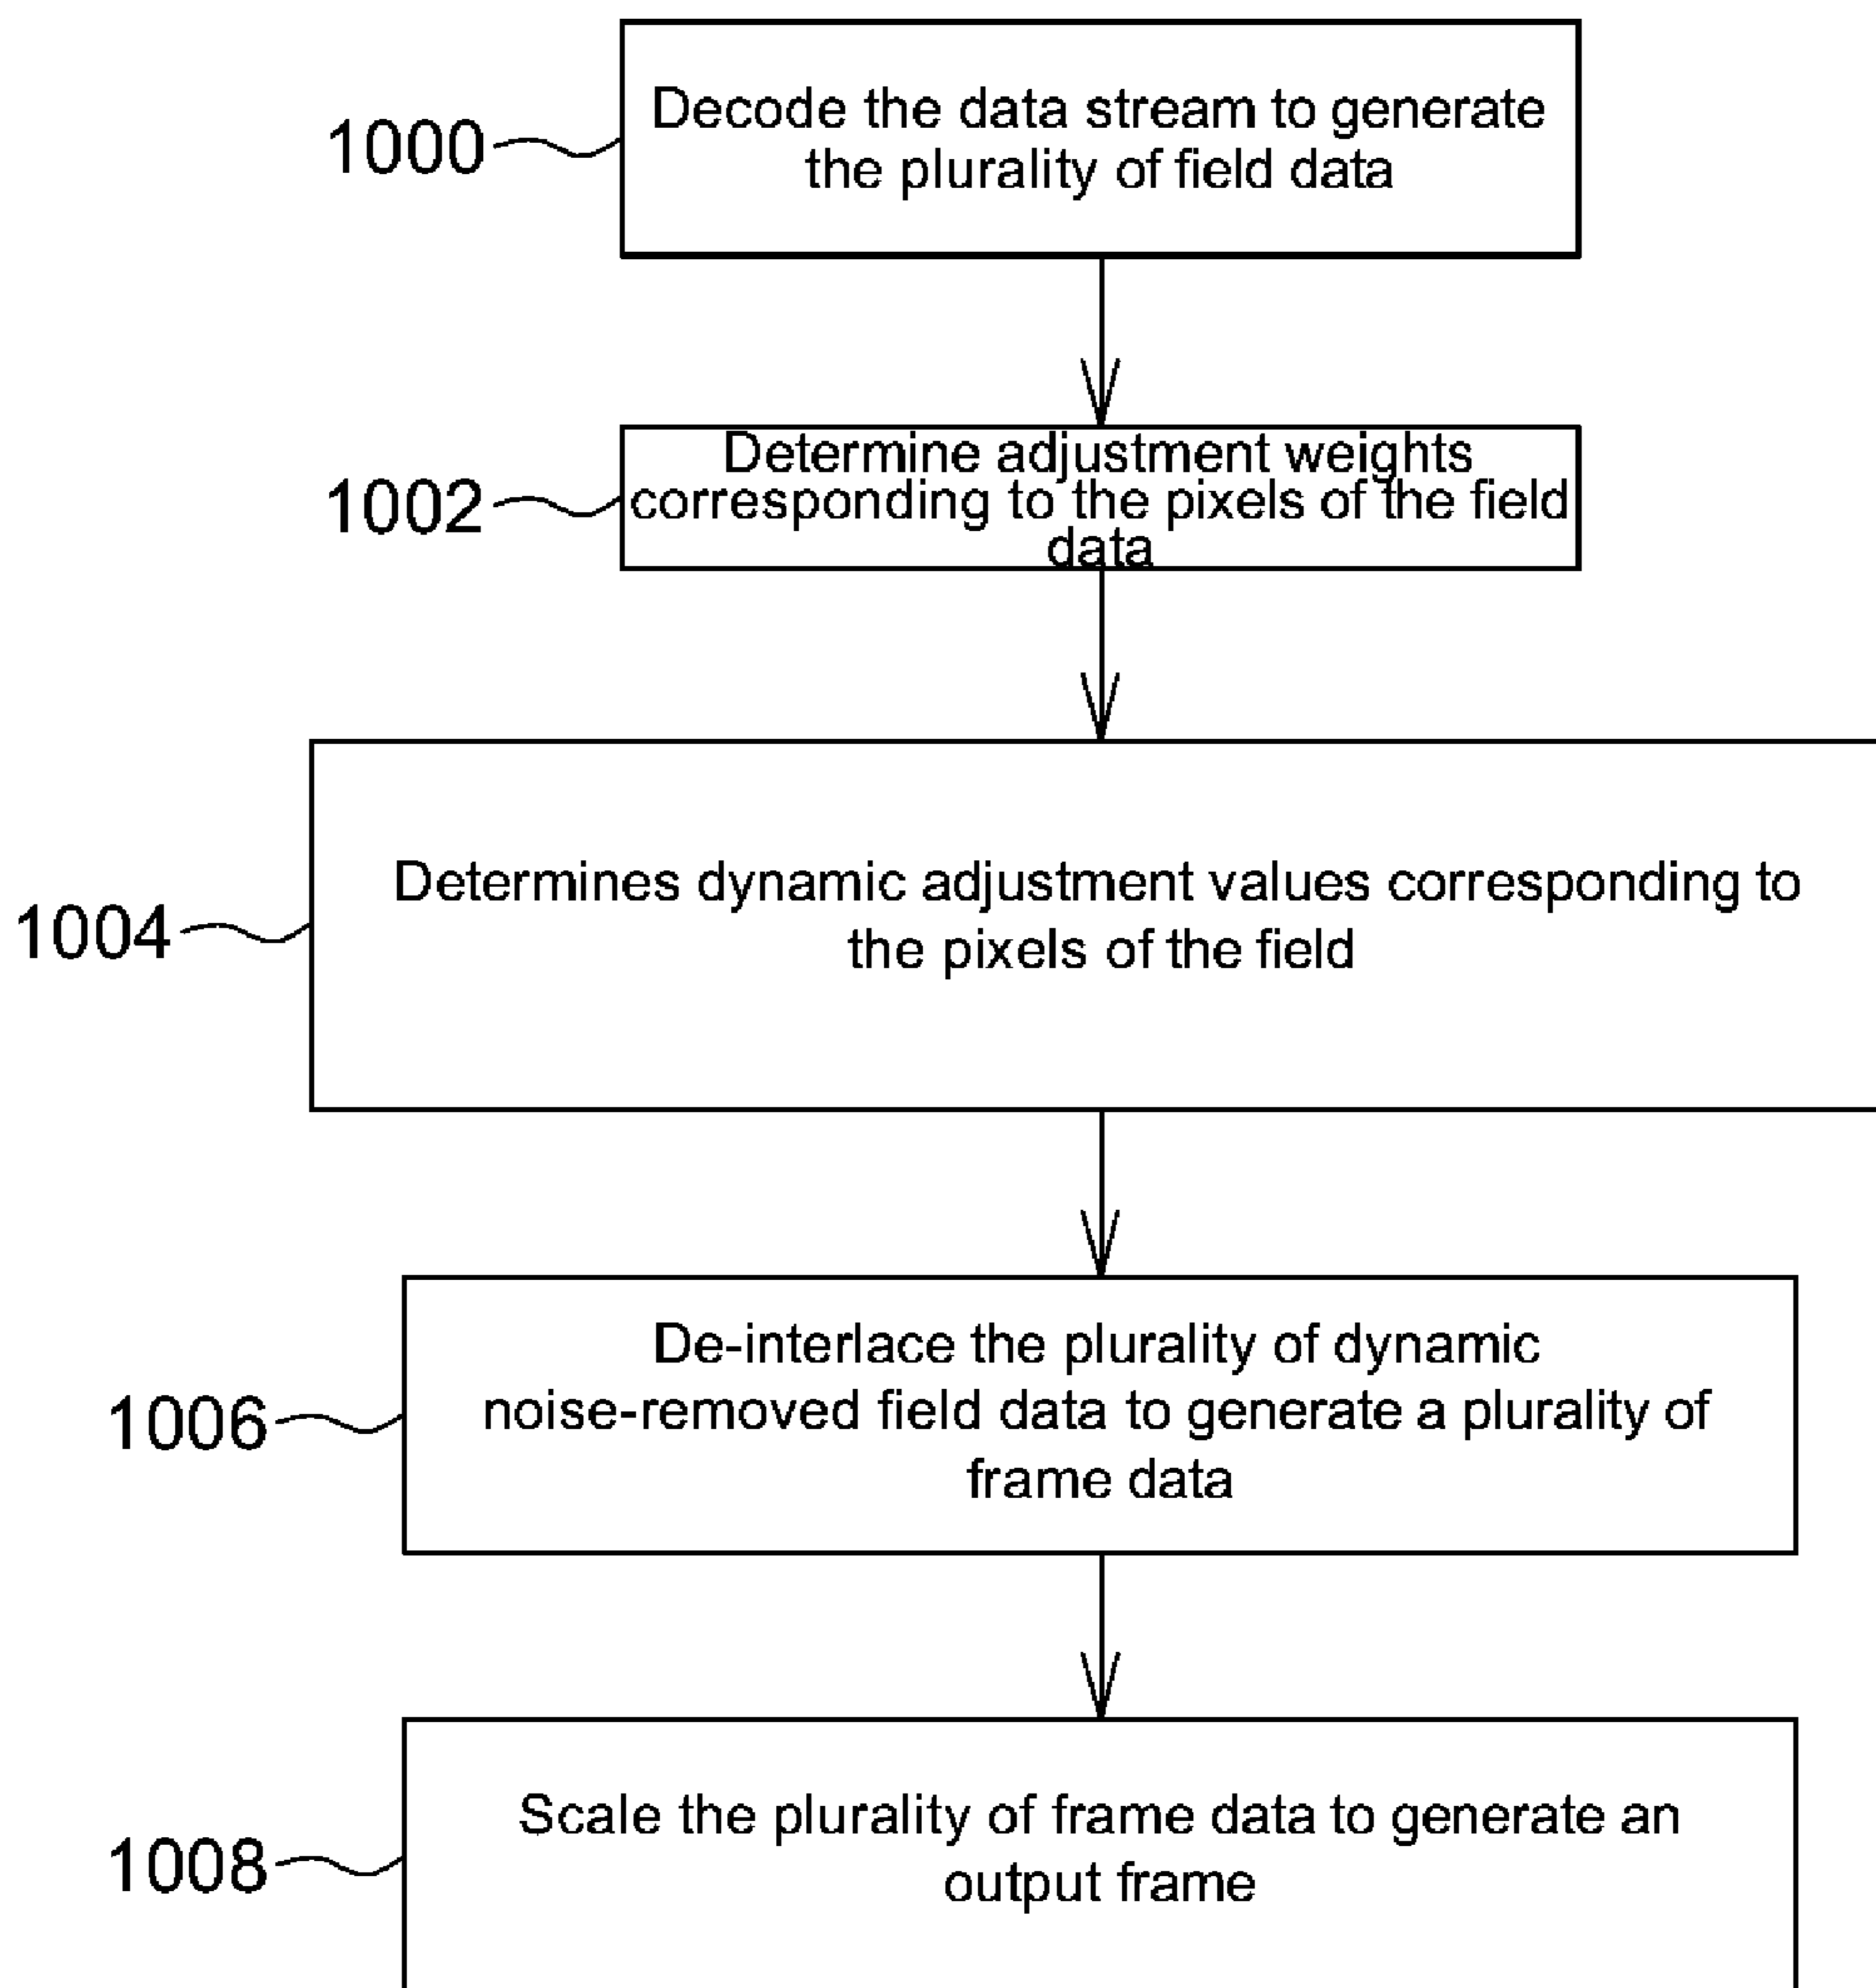 Decode the data stream to generate
the plurality of field data
1000
Determine adjustment weights
corresponding to the pixels of the field
data
1002
Determines dynamic adjustment values corresponding to
the pixels of the field
1004
De-interlace the plurality of dynamic
noise-removed field data to generate a plurality of
frame data
1006
Scale the plurality of frame data to generate an
output frame
1008